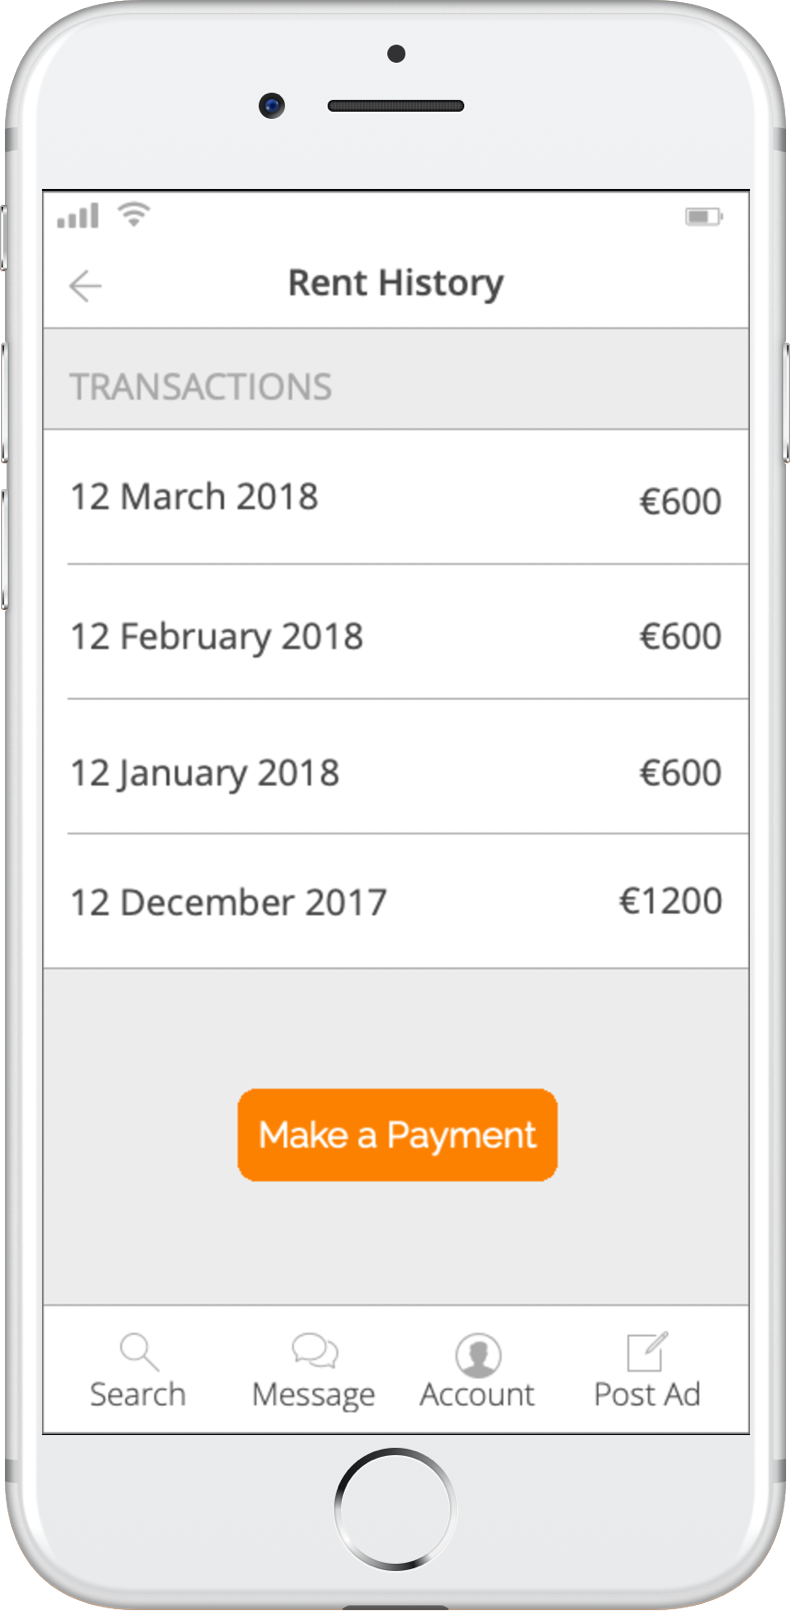 Rent History
TRANSACTIONS
12 March 2018 €600
12 February 2018 €600
12 January 2018 €600
12 December 2017 €1200
Make a Payment
Search Message Account Post Ad